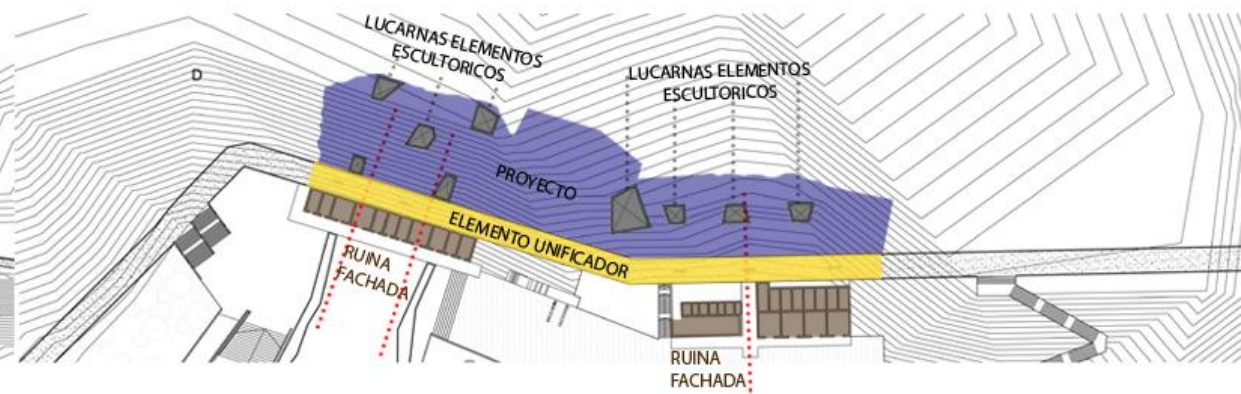 LUCARNAS ELEMENTOS
ESCULTORICOS
LUCARNAS ELEMENTOS
ESCULTORICOS
D
PROYECTO
ELEMENTO UNIFICADOR
RUINA
FACHADA
RUINA
FACHADA